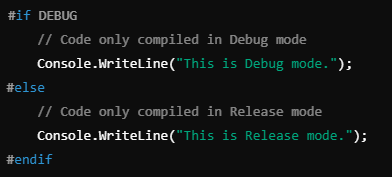 #if DEBUG
    // Code only compiled in Debug mode
    Console.WriteLine("This is Debug mode.");
#else
    // Code only compiled in Release mode
    Console.WriteLine("This is Release mode.");
#endif